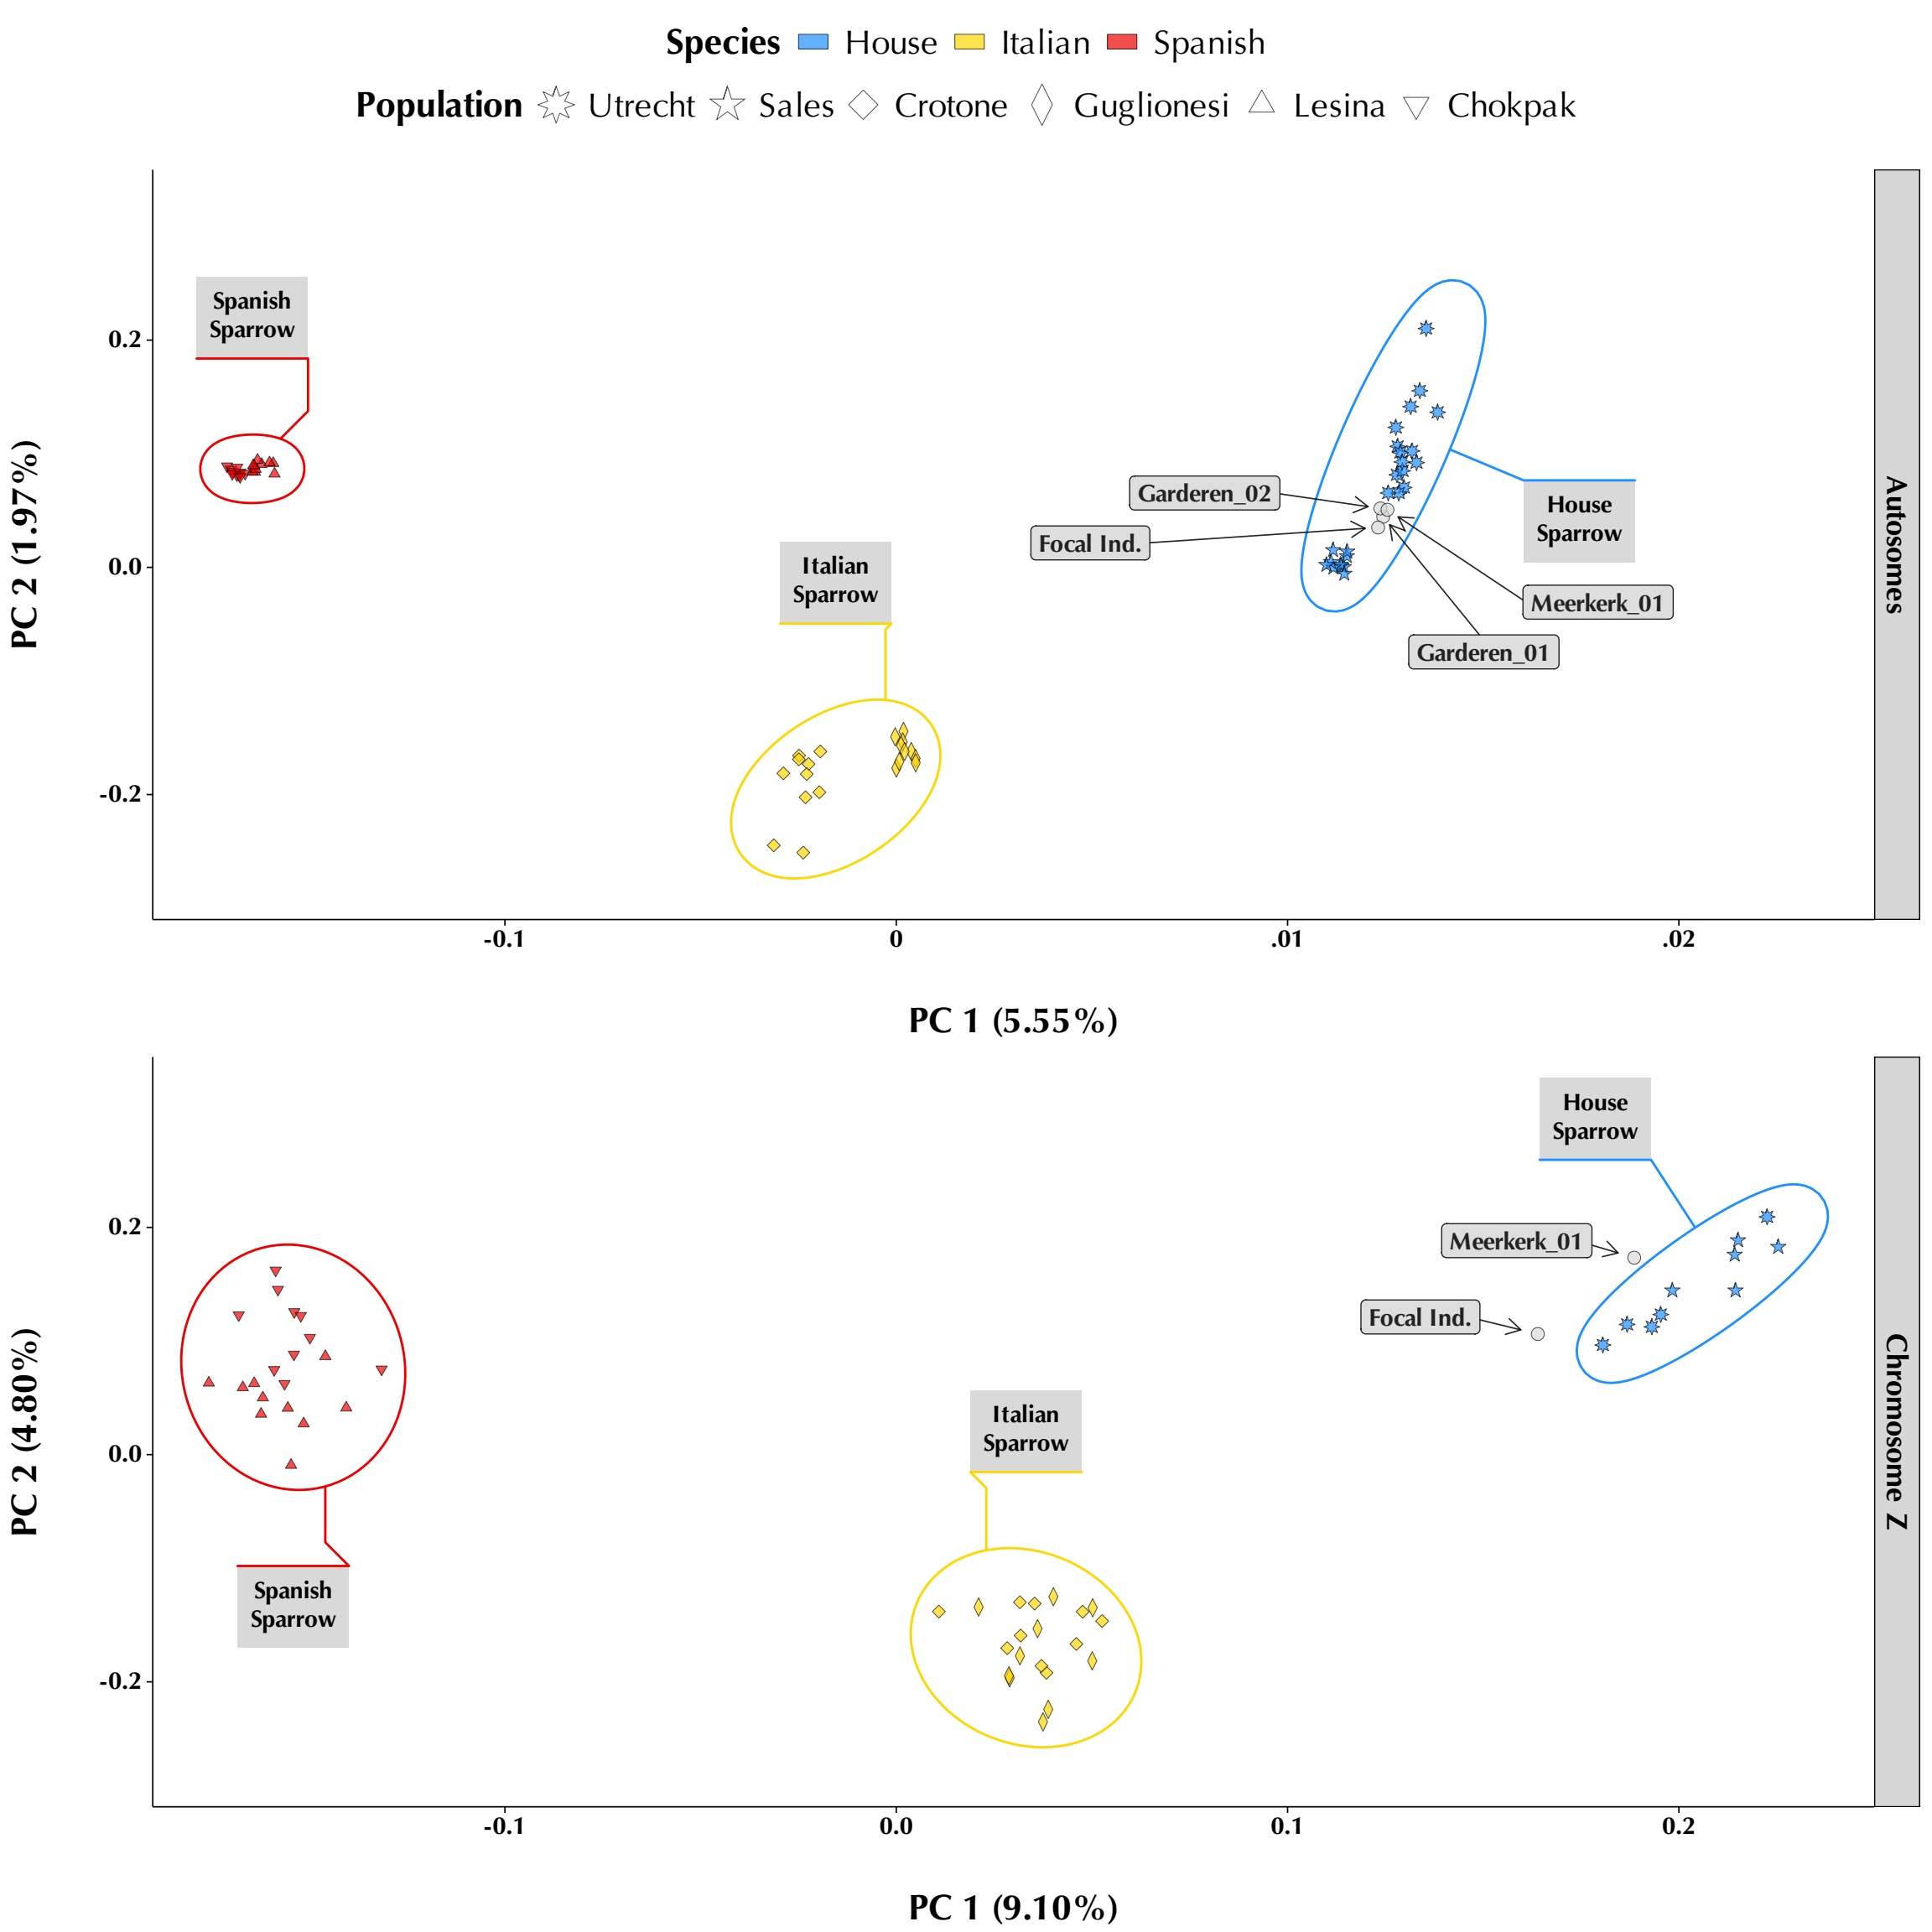 Species House Italian Spanish
Population Utrecht Sales Crotone Guglionesi Lesina Chokpak
Spanish
Sparrow
0.2
Garderen_02
House
Sparrow
Focal Ind.
Italian
Sparrow
0.0
Meerkerk_01
Garderen_01
-0.2
PC 2 (1.97%)
Autosomes
-0.1 0 .01 .02
PC 1 (5.55%)
House
Sparrow
0.2
Meerkerk_01
Focal Ind.
Italian
Sparrow
0.0
Spanish
Sparrow
-0.2
PC 2 (4.80%)
Chromosome Z
-0.1 0.0 0.1 0.2
PC 1 (9.10%)